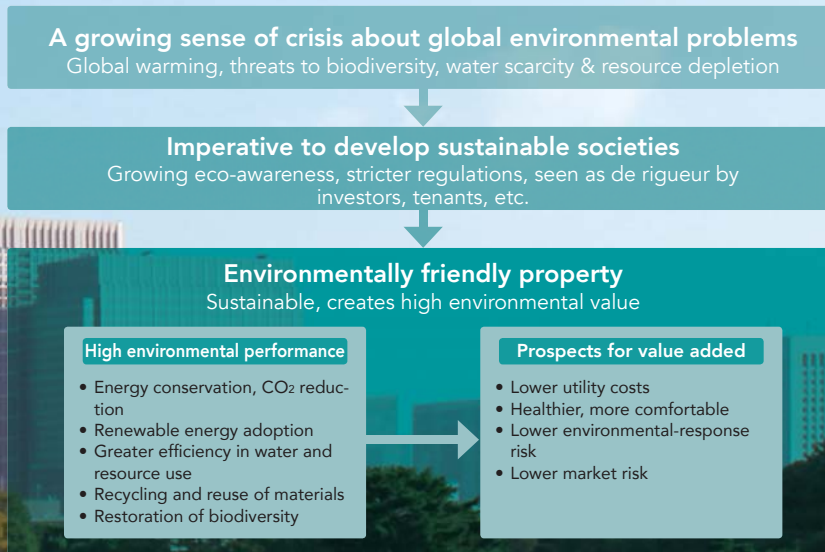 A growing sense of crisis about global environmental problems
Global warming, threats to biodiversity, water scarcity & resource depletion
Imperative to develop sustainable societies
Growing eco-awareness, stricter regulations, seen as de rigueur by
investors, tenants, etc.
Environmentally friendly property
Sustainable, creates high environmental value
High environmental performance
• Energy conservation, CO2 reduc-
tion
• Renewable energy adoption
• Greater efficiency in water and
resource use
• Recycling and reuse of materials
• Restoration of biodiversity
Prospects for value added
• Lower utility costs
• Healthier, more comfortable
• Lower environmental-response
risk
• Lower market risk